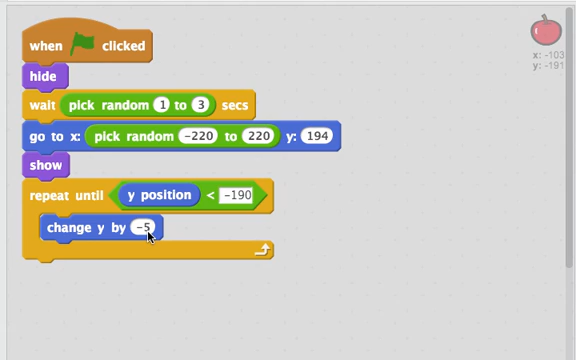 when clicked
hide
wait pick random 1 to 3 secs
go to x: pick random -220 to 220 y: 194
show
repeat until y position < -190
change y by -5
x: -103
y: -191